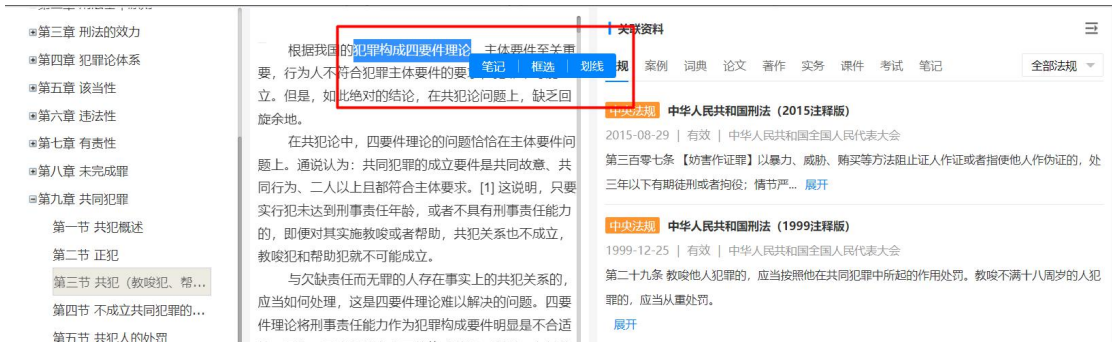 第三章 刑法的效力
第四章 犯罪论体系
第五章 该当性
第六章 违法性
第七章 有责性
第八章 未完成罪
第九章 共同犯罪
第一节 共犯概述
第二节 正犯
第三节 共犯（教唆犯、帮...
第四节 不成立共同犯罪的...
第五节 共犯人的处罚
根据我国的犯罪构成四要件理论，主体要件至关重
要，行为人不符合犯罪主体要件的要
笔记 框选 划线
立。但是，如此绝对的结论，在共犯论问题上，缺乏回
旋余地。
在共犯论中，四要件理论的问题恰恰在主体要件问
题上。通说认为：共同犯罪的成立要件是共同故意、共
同行为、二人以上且都符合主体要求。[1] 这说明，只要
实行犯未达到刑事责任年龄，或者不具有刑事责任能力
的，即便对其实施教唆或者帮助，共犯关系也不成立，
教唆犯和帮助犯就不可能成立。
与欠缺责任而无罪的人存在事实上的共犯关系的，
应当如何处理，这是四要件理论难以解决的问题。四要
件理论将刑事责任能力作为犯罪构成要件明显是不合适
关联资料
规 案例 词典 论文 著作 实务 课件 考试 笔记 全部法规
中央法规 中华人民共和国刑法（2015注释版）
2015-08-29 | 有效 | 中华人民共和国全国人民代表大会
第三百零七条 【妨害作证罪】以暴力、威胁、贿买等方法阻止证人作证或者指使他人作伪证的，处
三年以下有期徒刑或者拘役；情节严... 展开
中央法规 中华人民共和国刑法（1999注释版）
1999-12-25 | 有效 | 中华人民共和国全国人民代表大会
第二十九条 教唆他人犯罪的，应当按照他在共同犯罪中所起的作用处罚。教唆不满十八周岁的人犯
罪的，应当从重处罚。
展开